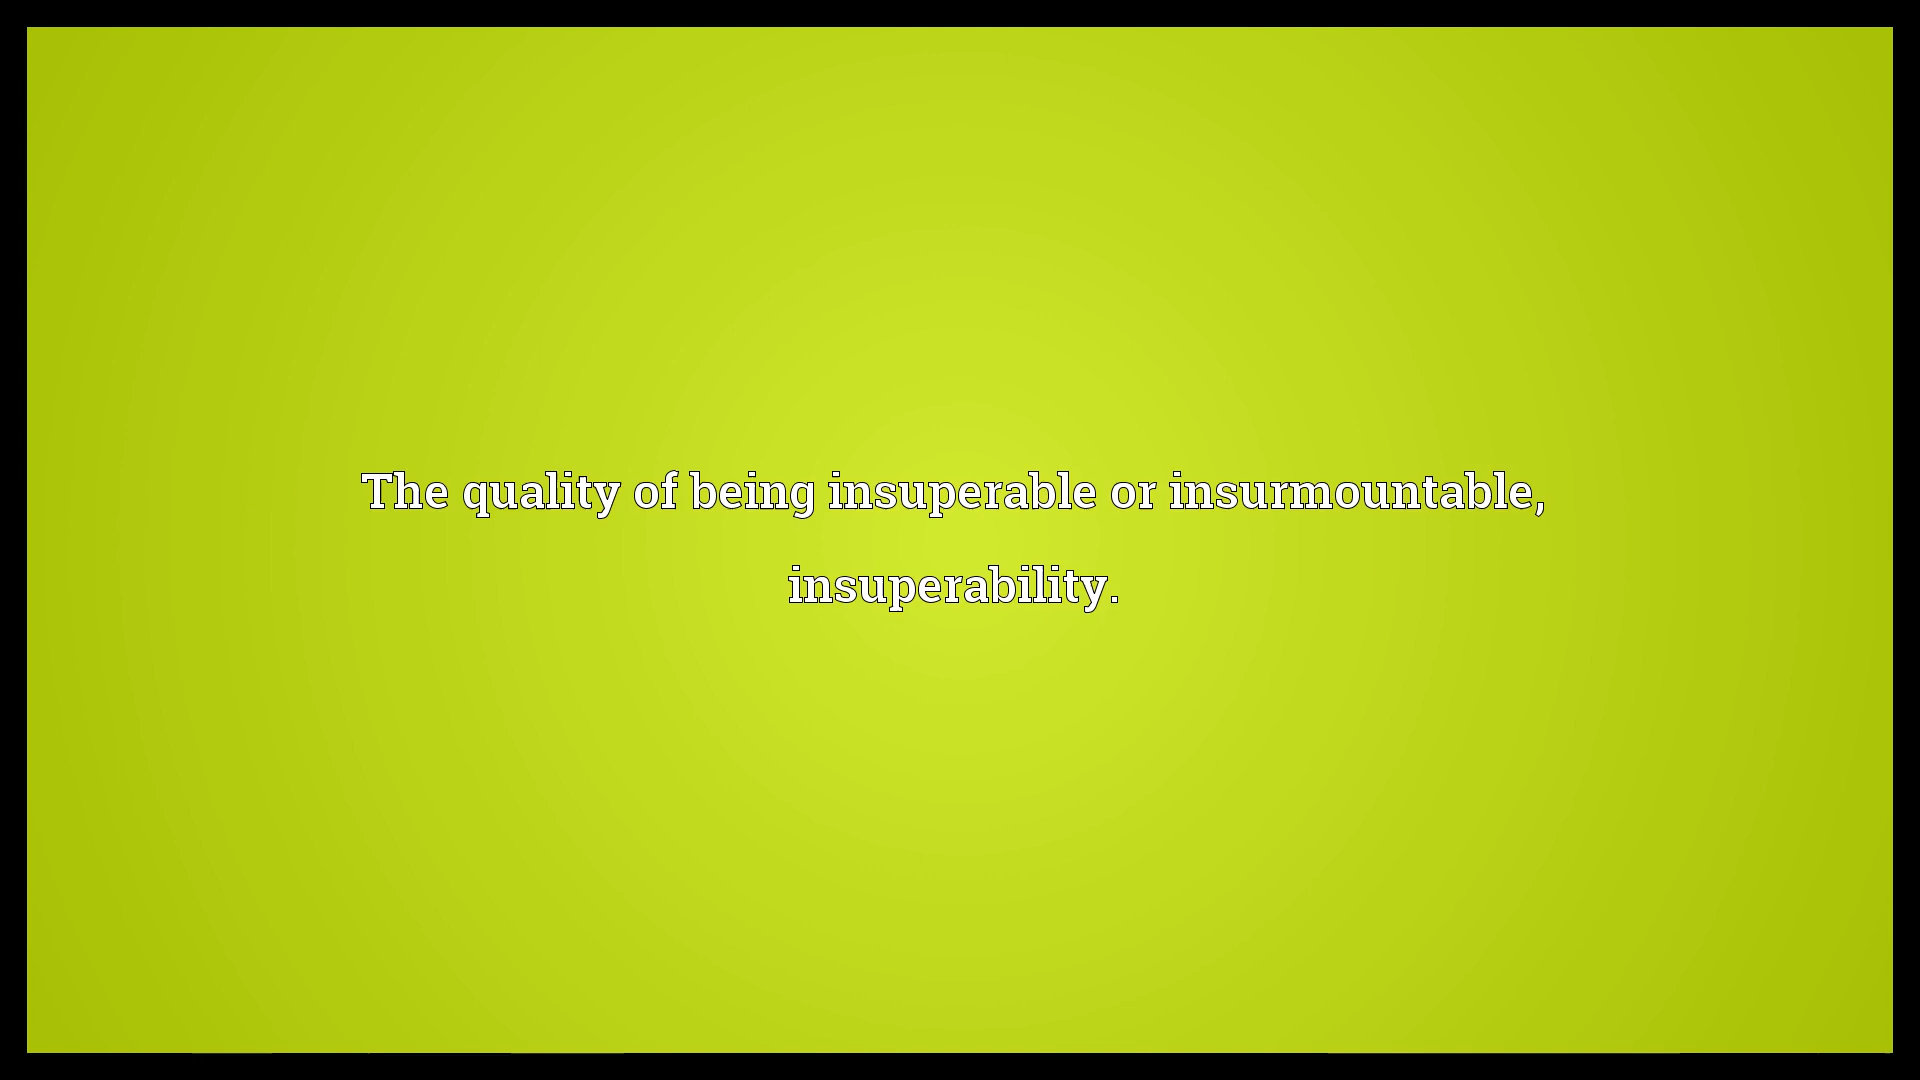 The quality of being insuperable or insurmountable,
insuperability.